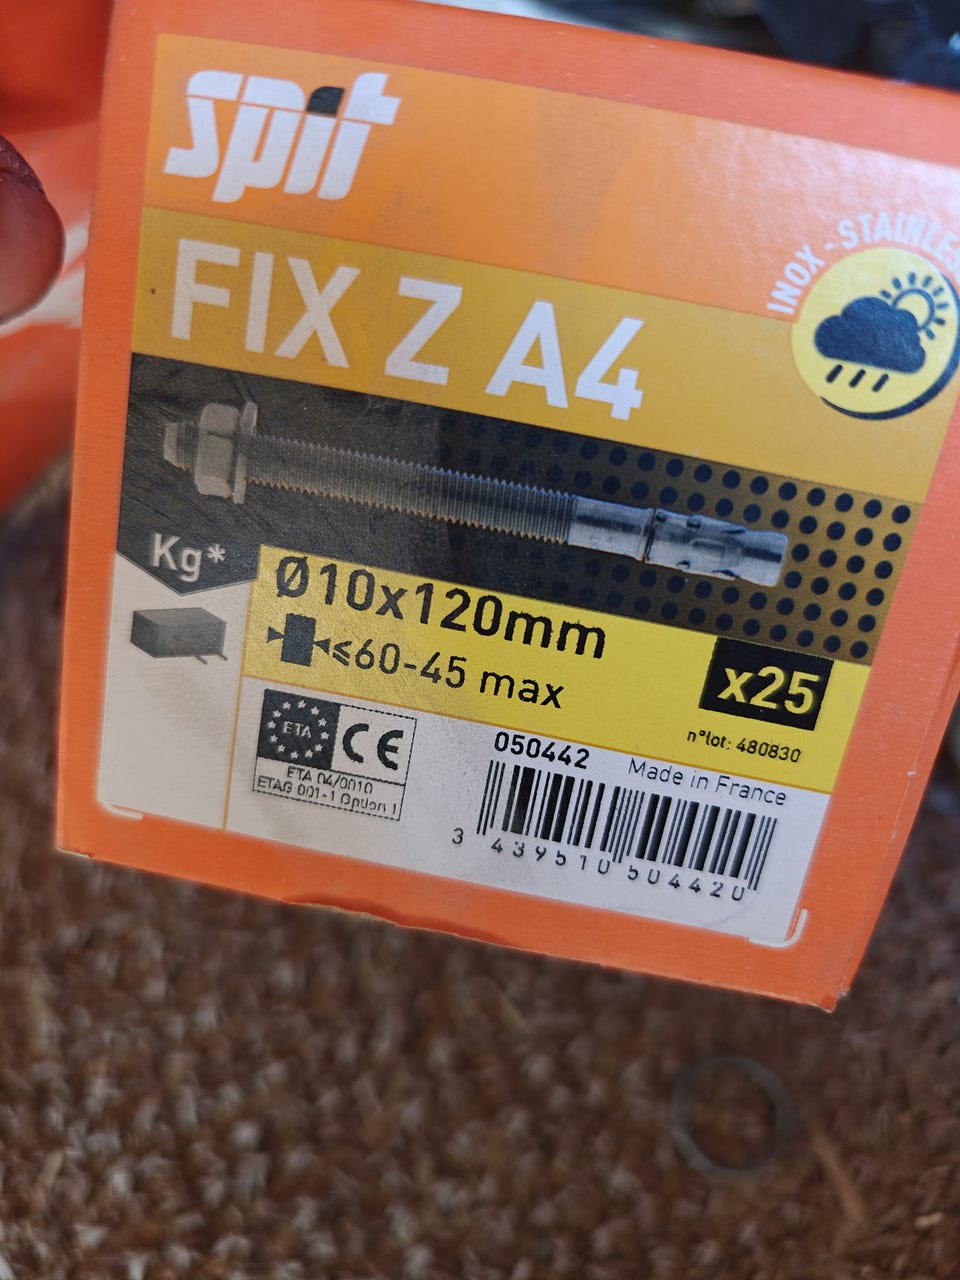 spit
FIX Z A4
INOX - STAINLE
Kg*
Ø10x120mm
≤60-45 max
x25
n°lot: 480830
ETA
CE
ETA 04/0010
ETAG 001-1 Option 1
050442
Made in France
3 439510 504420